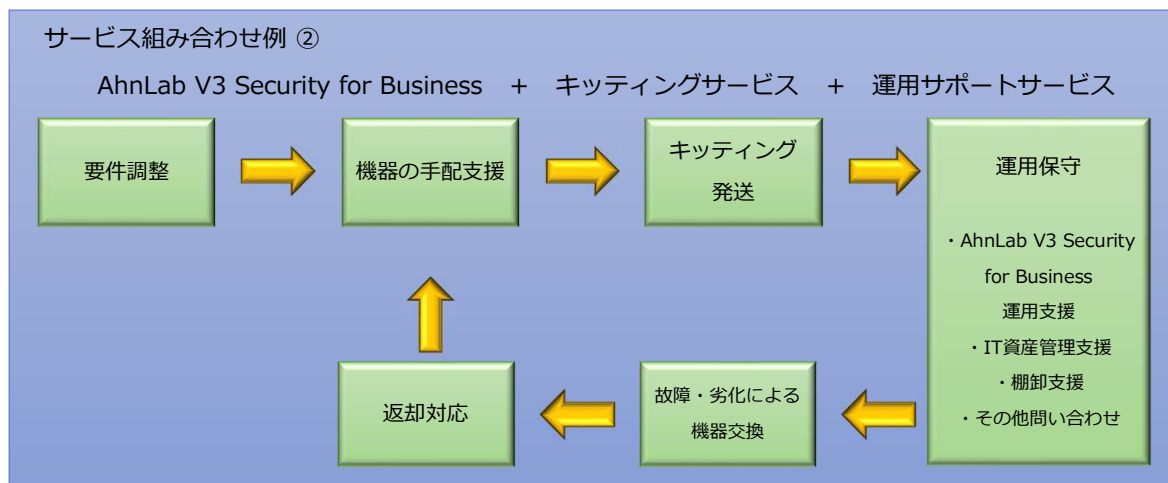 サービス組み合わせ例 ②
AhnLab V3 Security for Business + キッティングサービス + 運用サポートサービス
要件調整
機器の手配支援
キッティング
発送
運用保守
・AhnLab V3 Security
for Business
運用支援
・IT資産管理支援
・棚卸支援
・その他問い合わせ
故障・劣化による
機器交換
返却対応